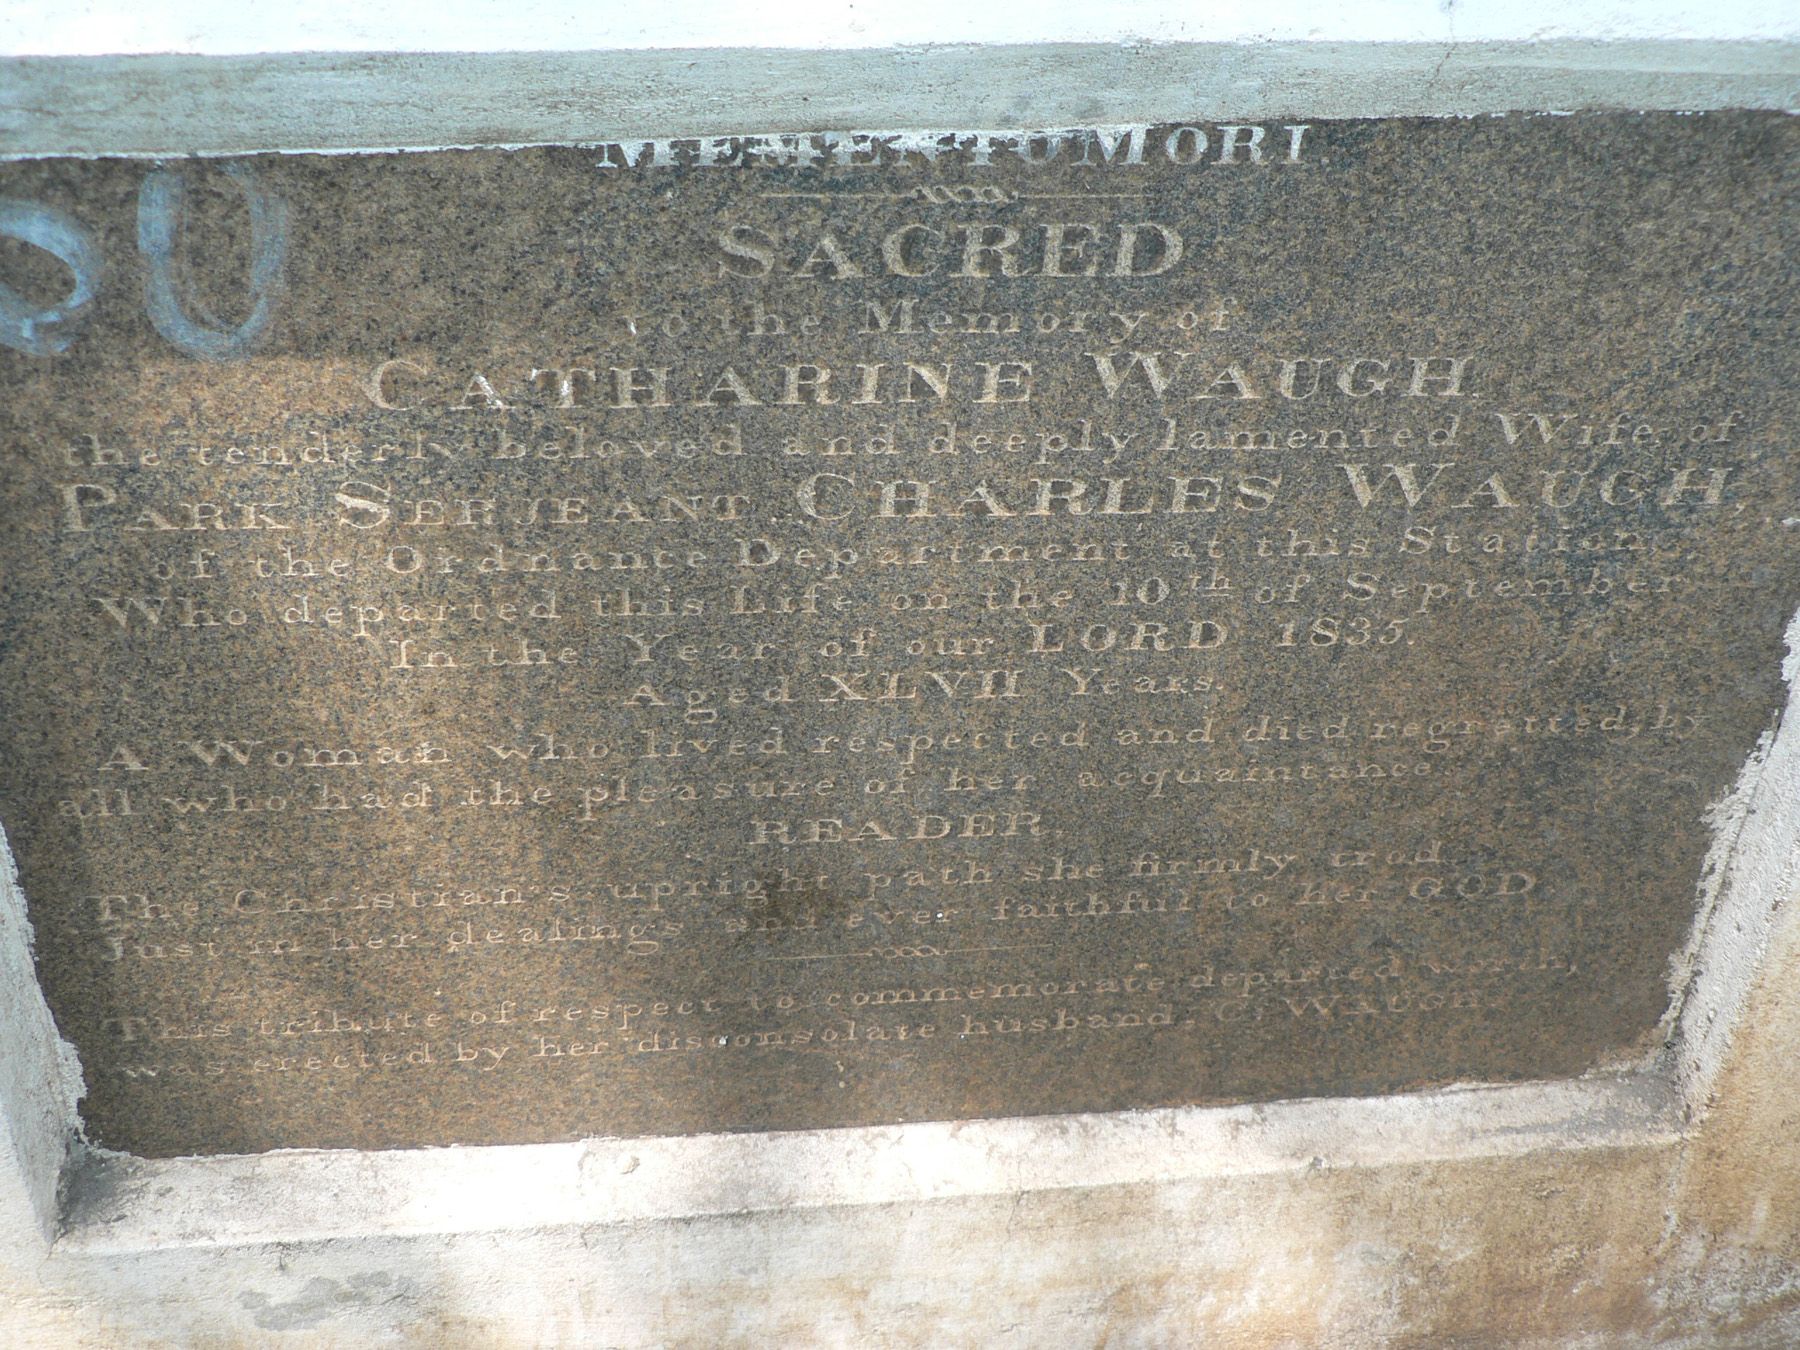 MEMENTO MORI
SACRED
to the Memory of
CATHARINE WAUGH.
the tenderly beloved and deeply lamented Wife of
PARK SERJEANT CHARLES WAUGH,
of the Ordnance Department at this Station,
Who departed this Life on the 10th of September
In the Year of our LORD 1835.
Aged XLVII Years.
A Woman who lived respected and died regretted, by
all who had the pleasure of her acquaintance.
READER.
The Christian's upright path she firmly trod
Just in her dealings and ever faithful to her GOD
This tribute of respect to commemorate departed worth,
was erected by her disconsolate husband. C. WAUGH.